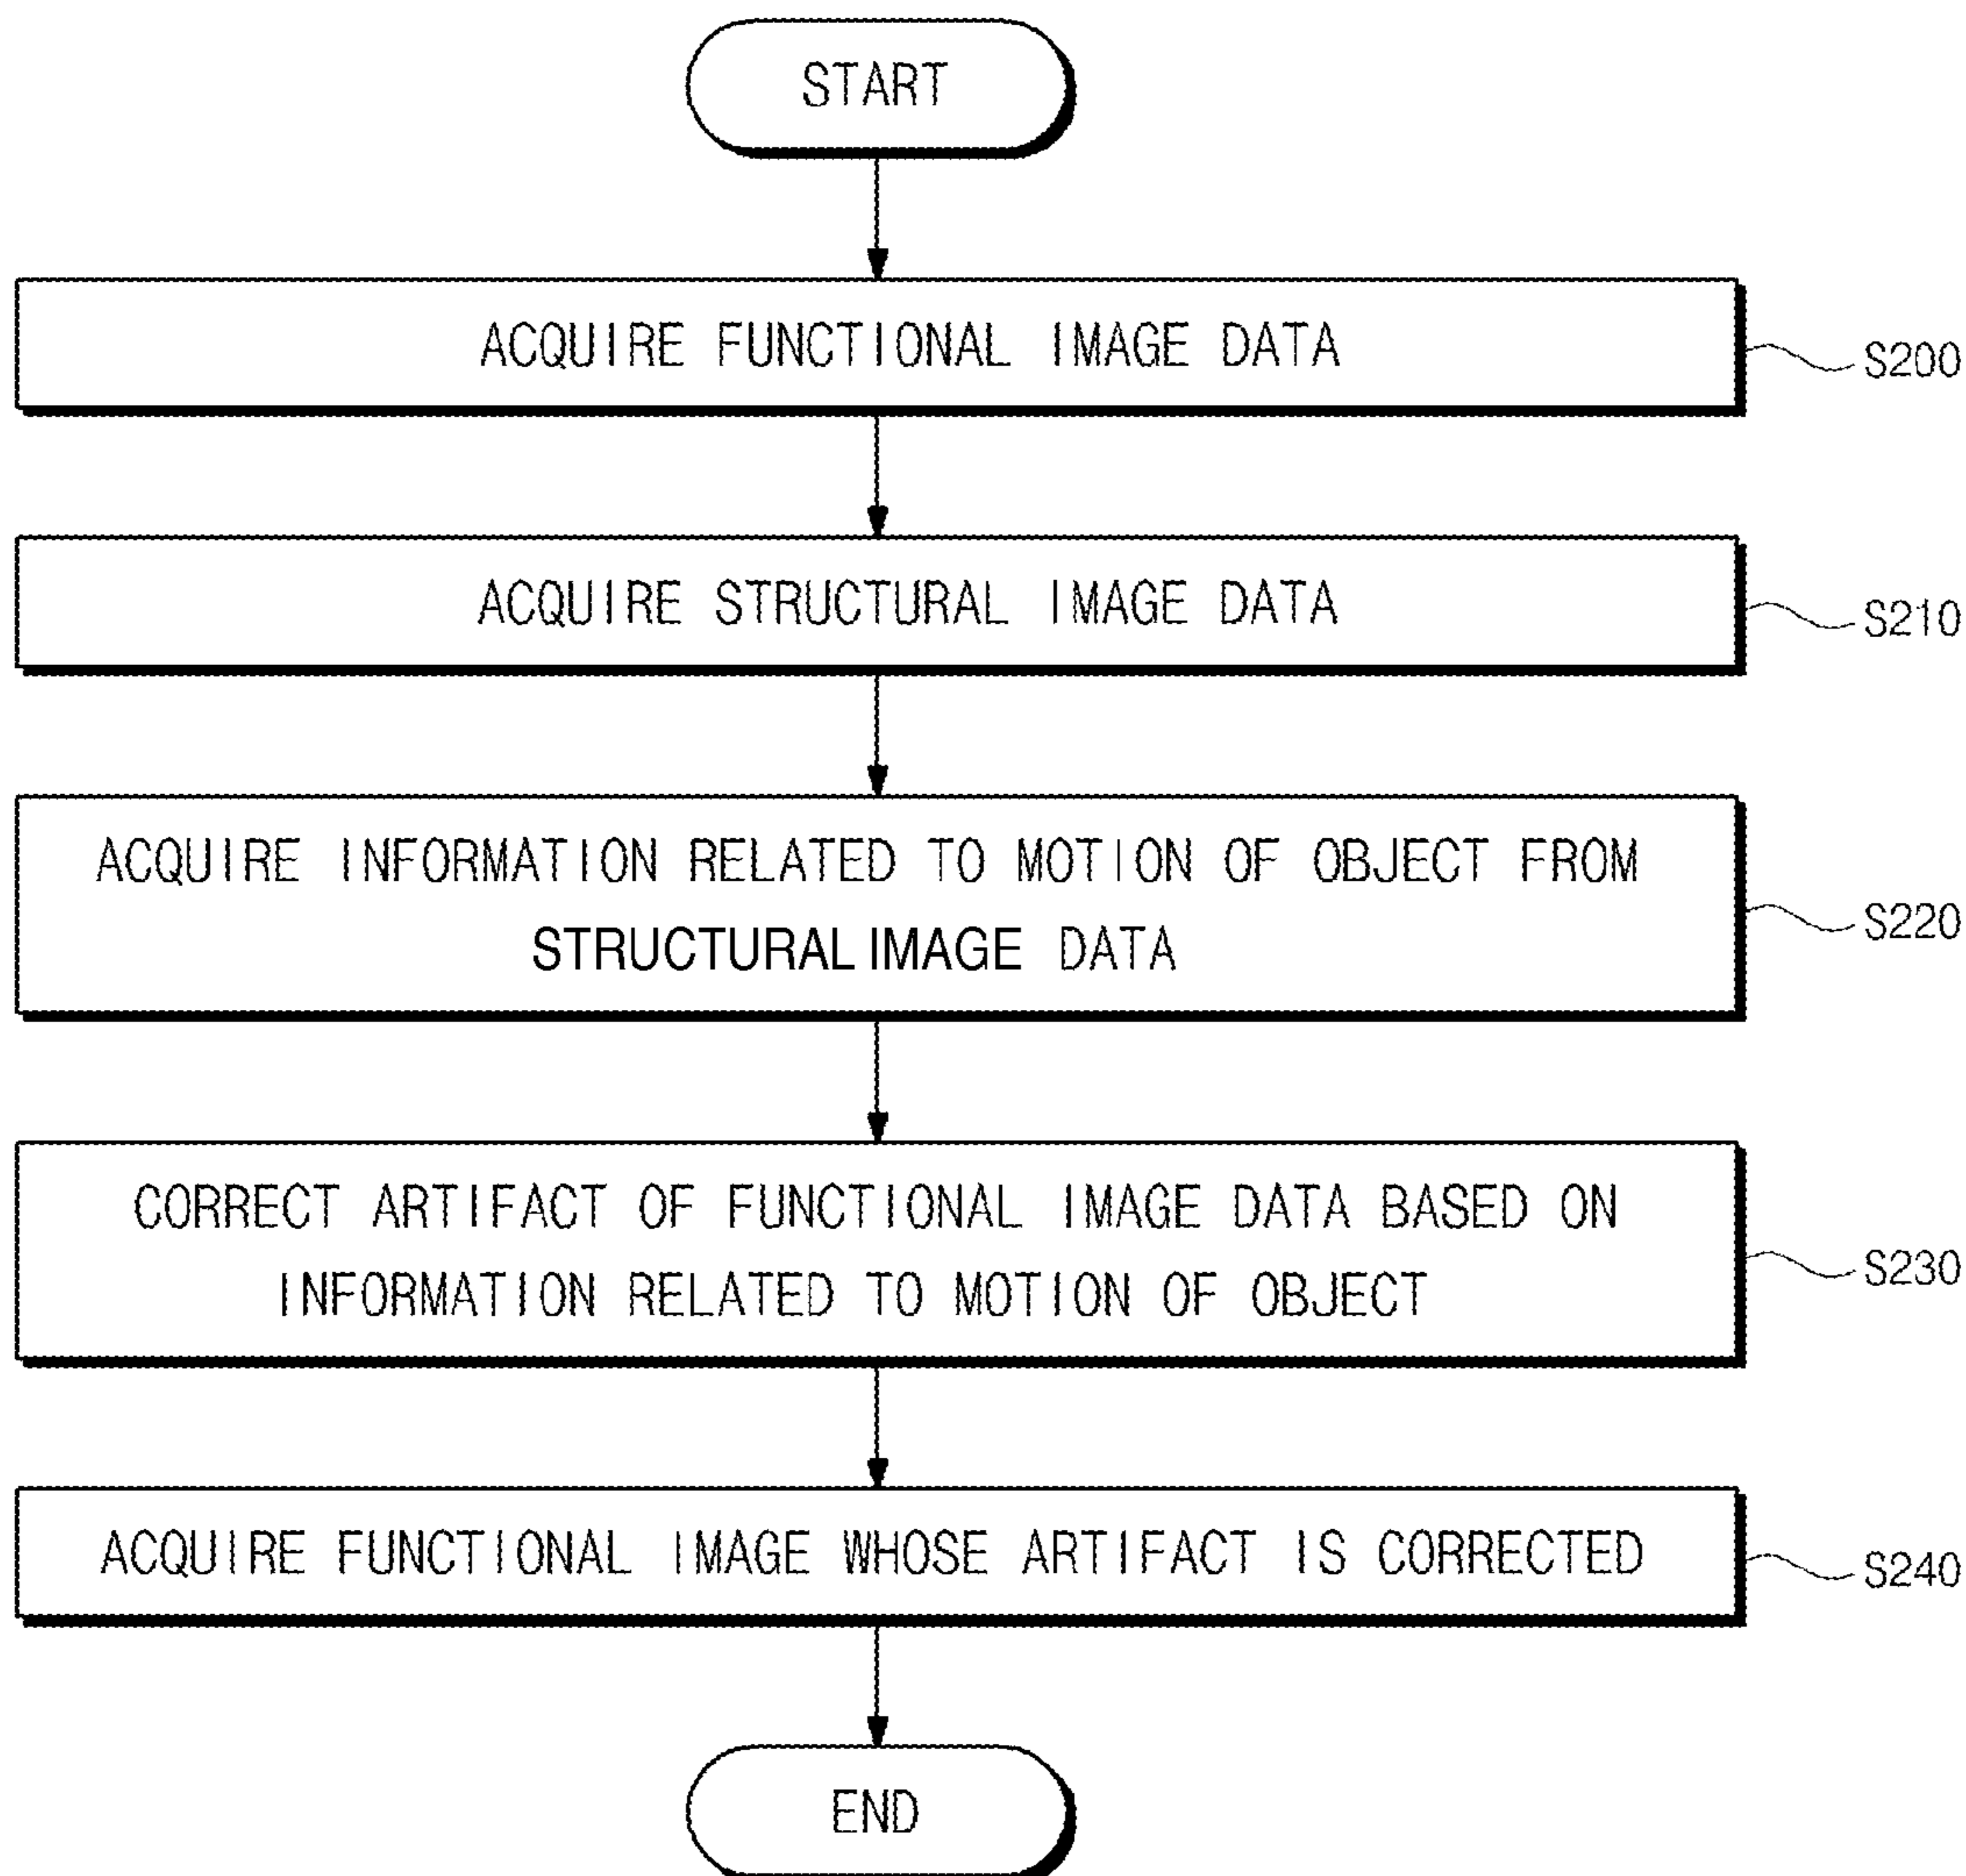 START
ACQUIRE FUNCTIONAL IMAGE DATA
S200
ACQUIRE STRUCTURAL IMAGE DATA
S210
ACQUIRE INFORMATION RELATED TO MOTION OF OBJECT FROM
STRUCTURAL IMAGE DATA
S220
CORRECT ARTIFACT OF FUNCTIONAL IMAGE DATA BASED ON
INFORMATION RELATED TO MOTION OF OBJECT
S230
ACQUIRE FUNCTIONAL IMAGE WHOSE ARTIFACT IS CORRECTED
S240
END